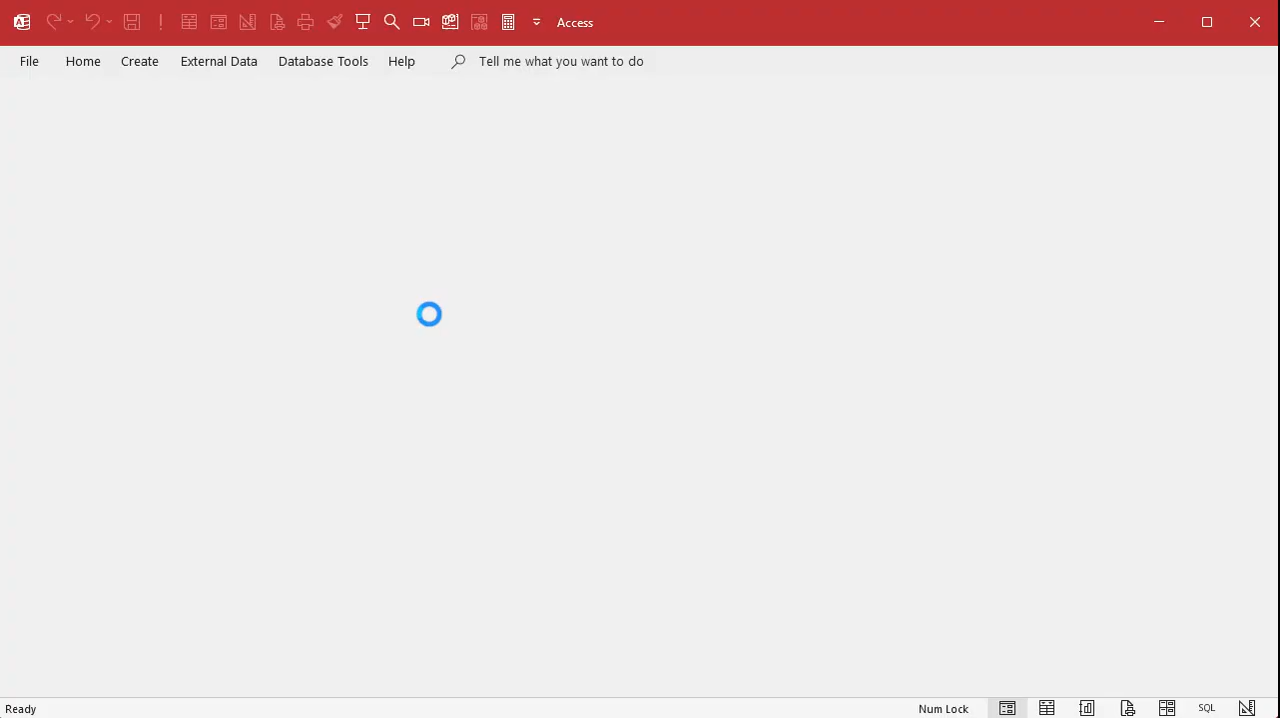 Access
File Home Create External Data Database Tools Help Tell me what you want to do
Ready Num Lock SQL